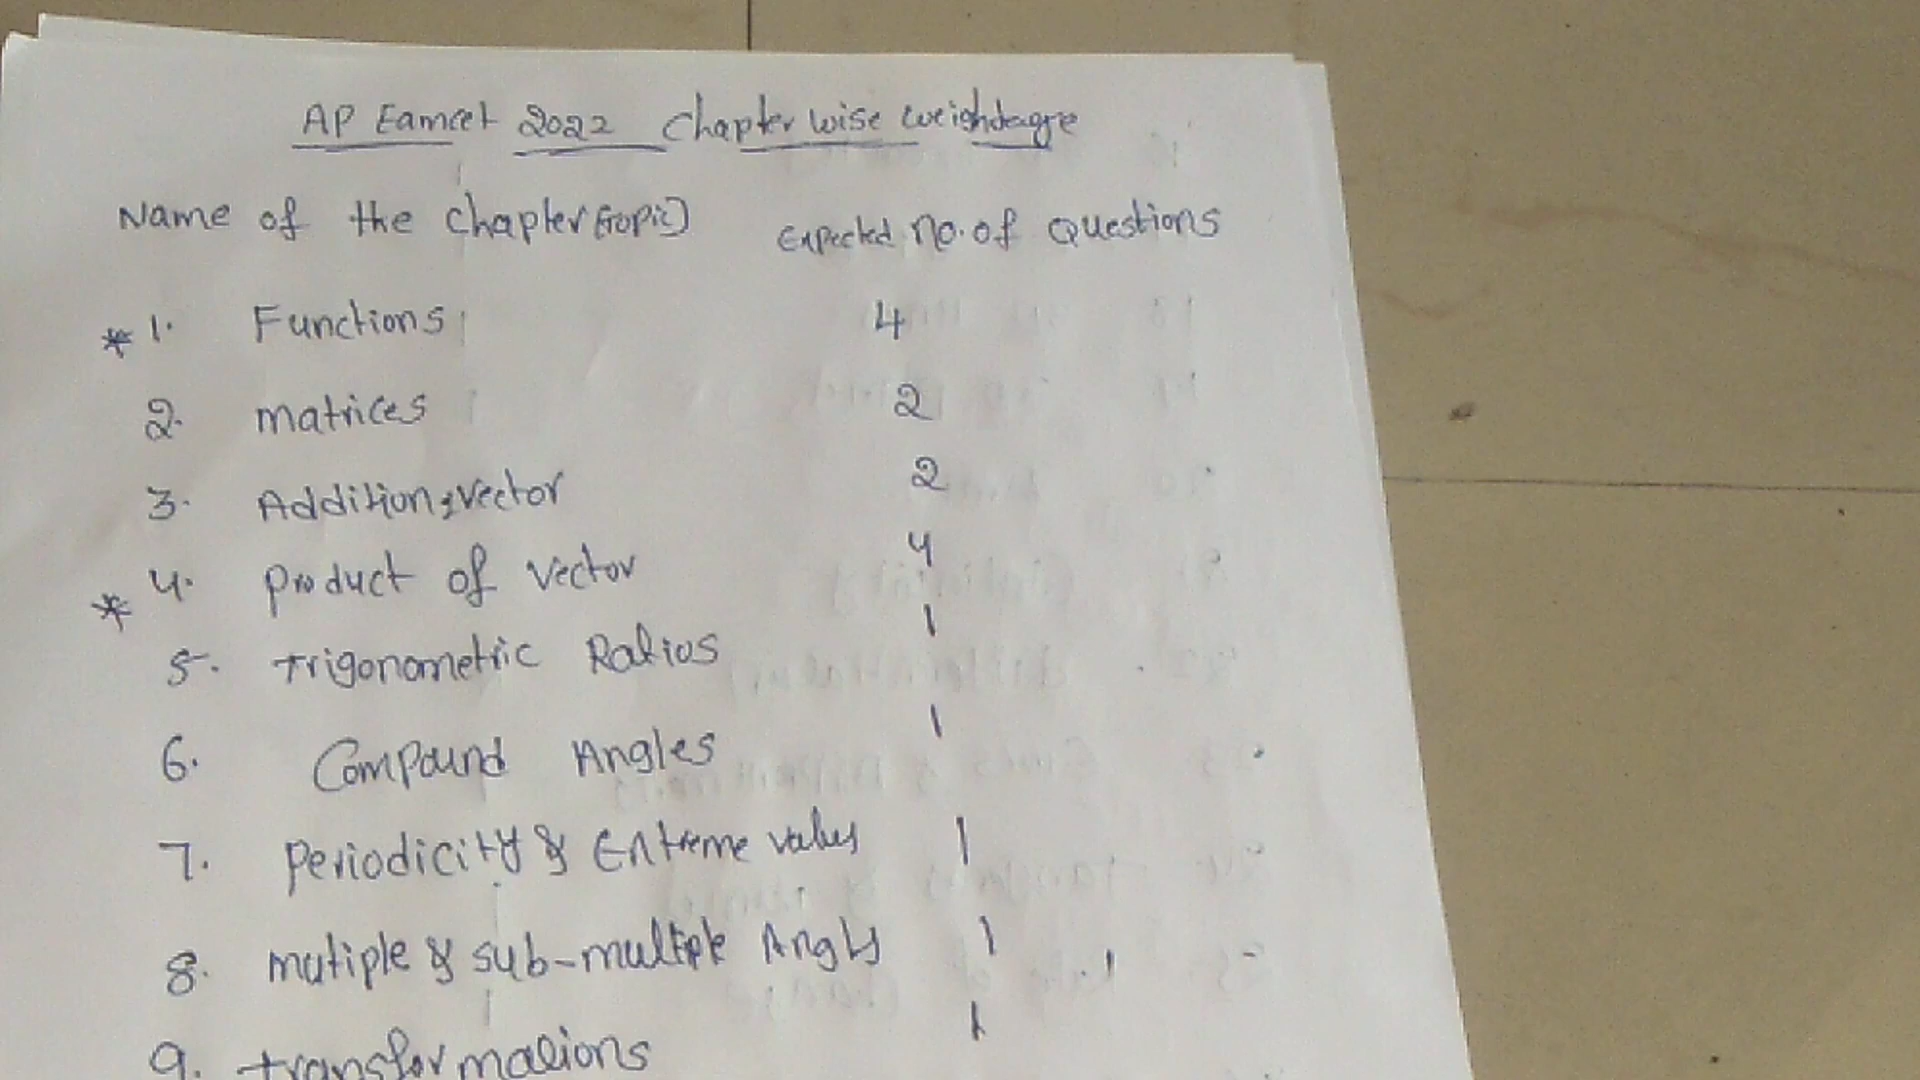 AP Eamcet 2022 Chapter wise weightage
Name of the chapter (Topic) Expected No. of Questions
* 1. Functions 4
2. matrices 2
3. Addition of vector 2
* 4. product of vector 4
5. Trigonometric Ratios 1
6. Compound Angles 1
7. Periodicity & Extreme values 1
8. mutiple & sub-multiple Angls 1
9. transformations 1